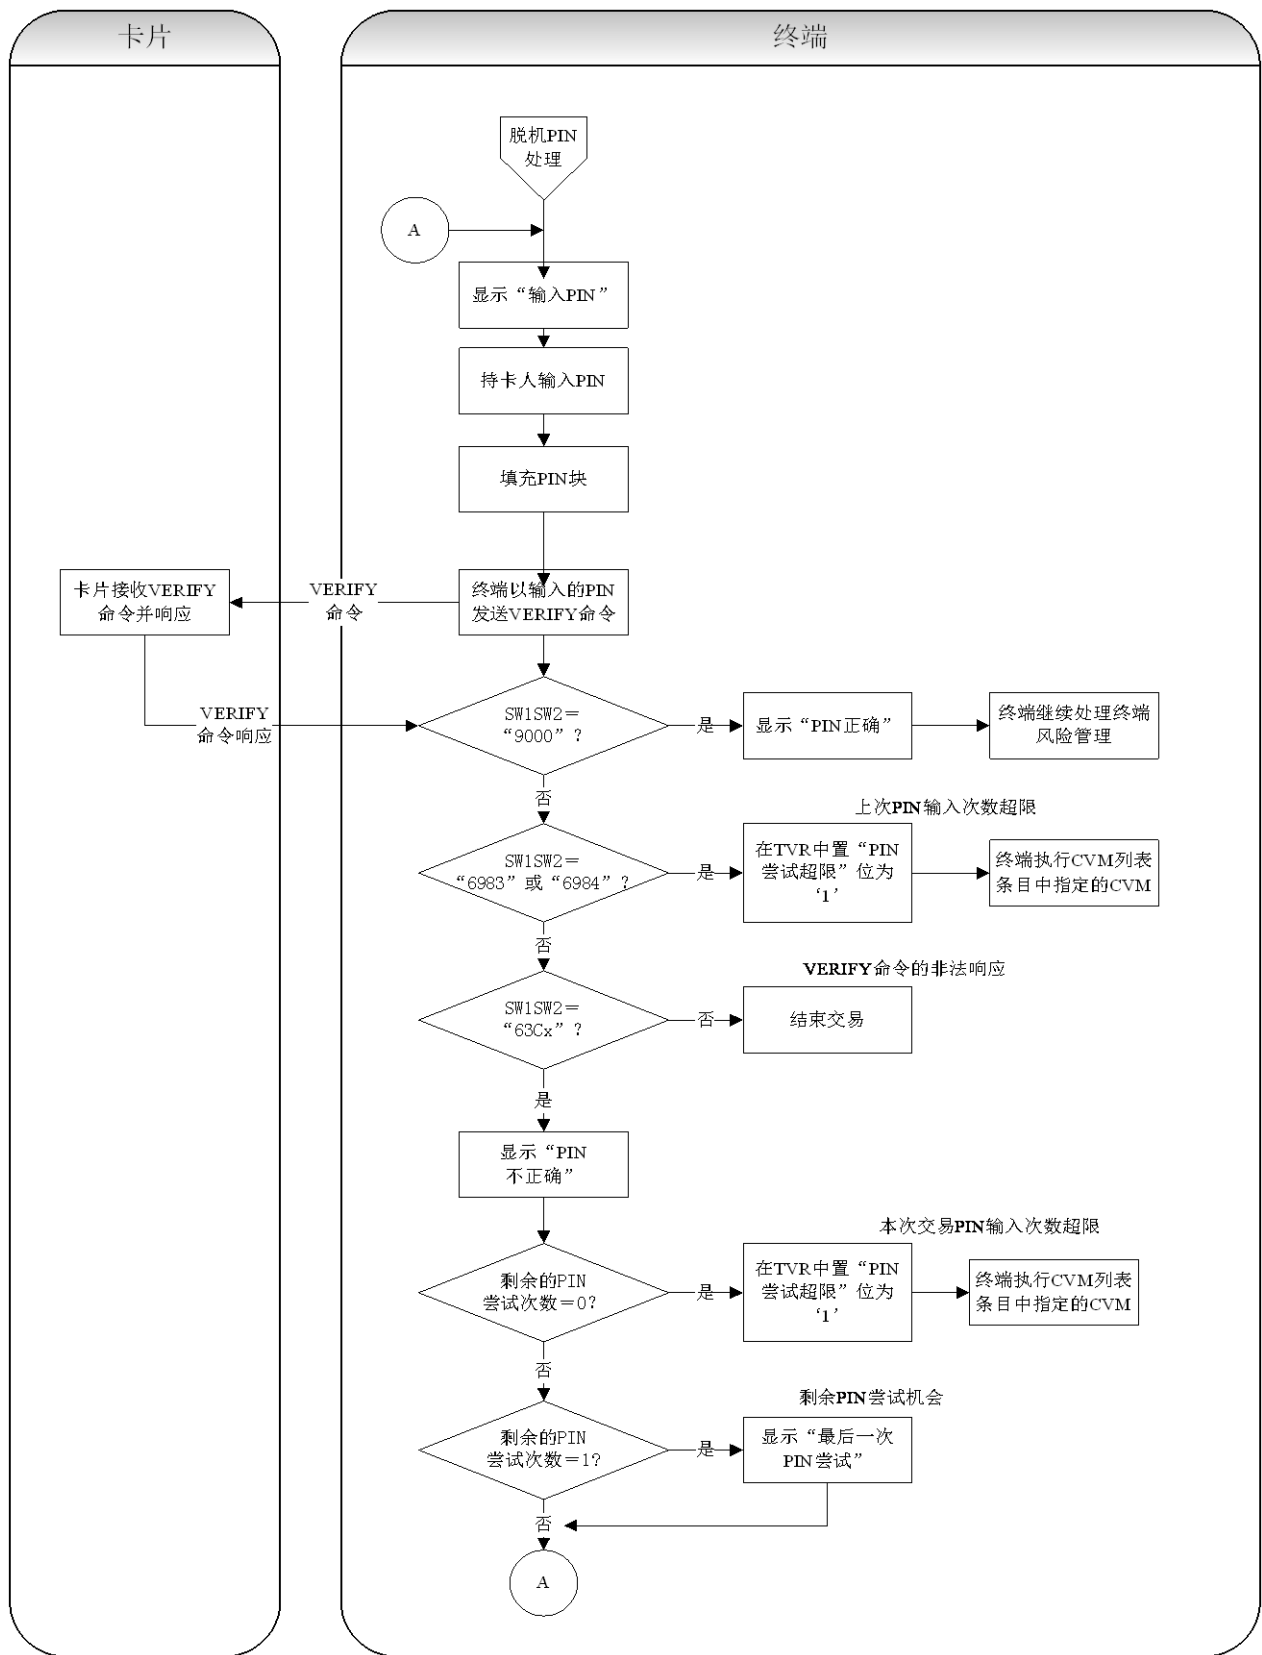 卡片
终端
脱机PIN
处理
A
显示“输入PIN”
持卡人输入PIN
填充PIN块
卡片接收VERIFY
命令并响应
VERIFY
命令
终端以输入的PIN
发送VERIFY命令
VERIFY
命令响应
SW1SW2＝
“9000”？
是
显示“PIN正确”
终端继续处理终端
风险管理
否
上次PIN输入次数超限
SW1SW2＝
“6983”或“6984”？
是
在TVR中置“PIN
尝试超限”位为
‘1’
终端执行CVM列表
条目中指定的CVM
否
VERIFY命令的非法响应
SW1SW2＝
“63Cx”？
否
结束交易
是
显示“PIN
不正确”
本次交易PIN输入次数超限
剩余的PIN
尝试次数＝0?
是
在TVR中置“PIN
尝试超限”位为
‘1’
终端执行CVM列表
条目中指定的CVM
否
剩余PIN尝试机会
剩余的PIN
尝试次数＝1?
是
显示“最后一次
PIN尝试”
否
A